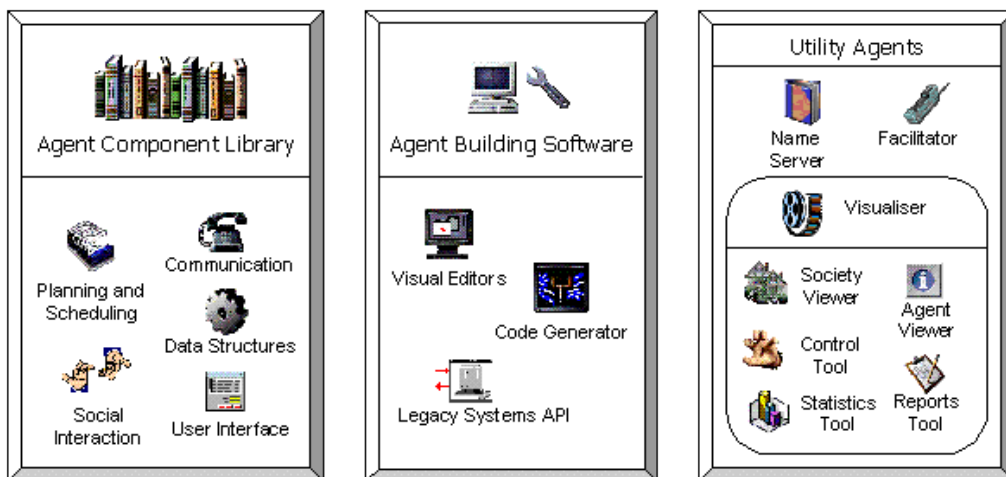 Agent Component Library
Planning and
Scheduling
Communication
Data Structures
Social
Interaction
User Interface
Agent Building Software
Visual Editors
Code Generator
Legacy Systems API
Utility Agents
Name
Server
Facilitator
Visualiser
Society
Viewer
Agent
Viewer
Control
Tool
Statistics
Tool
Reports
Tool